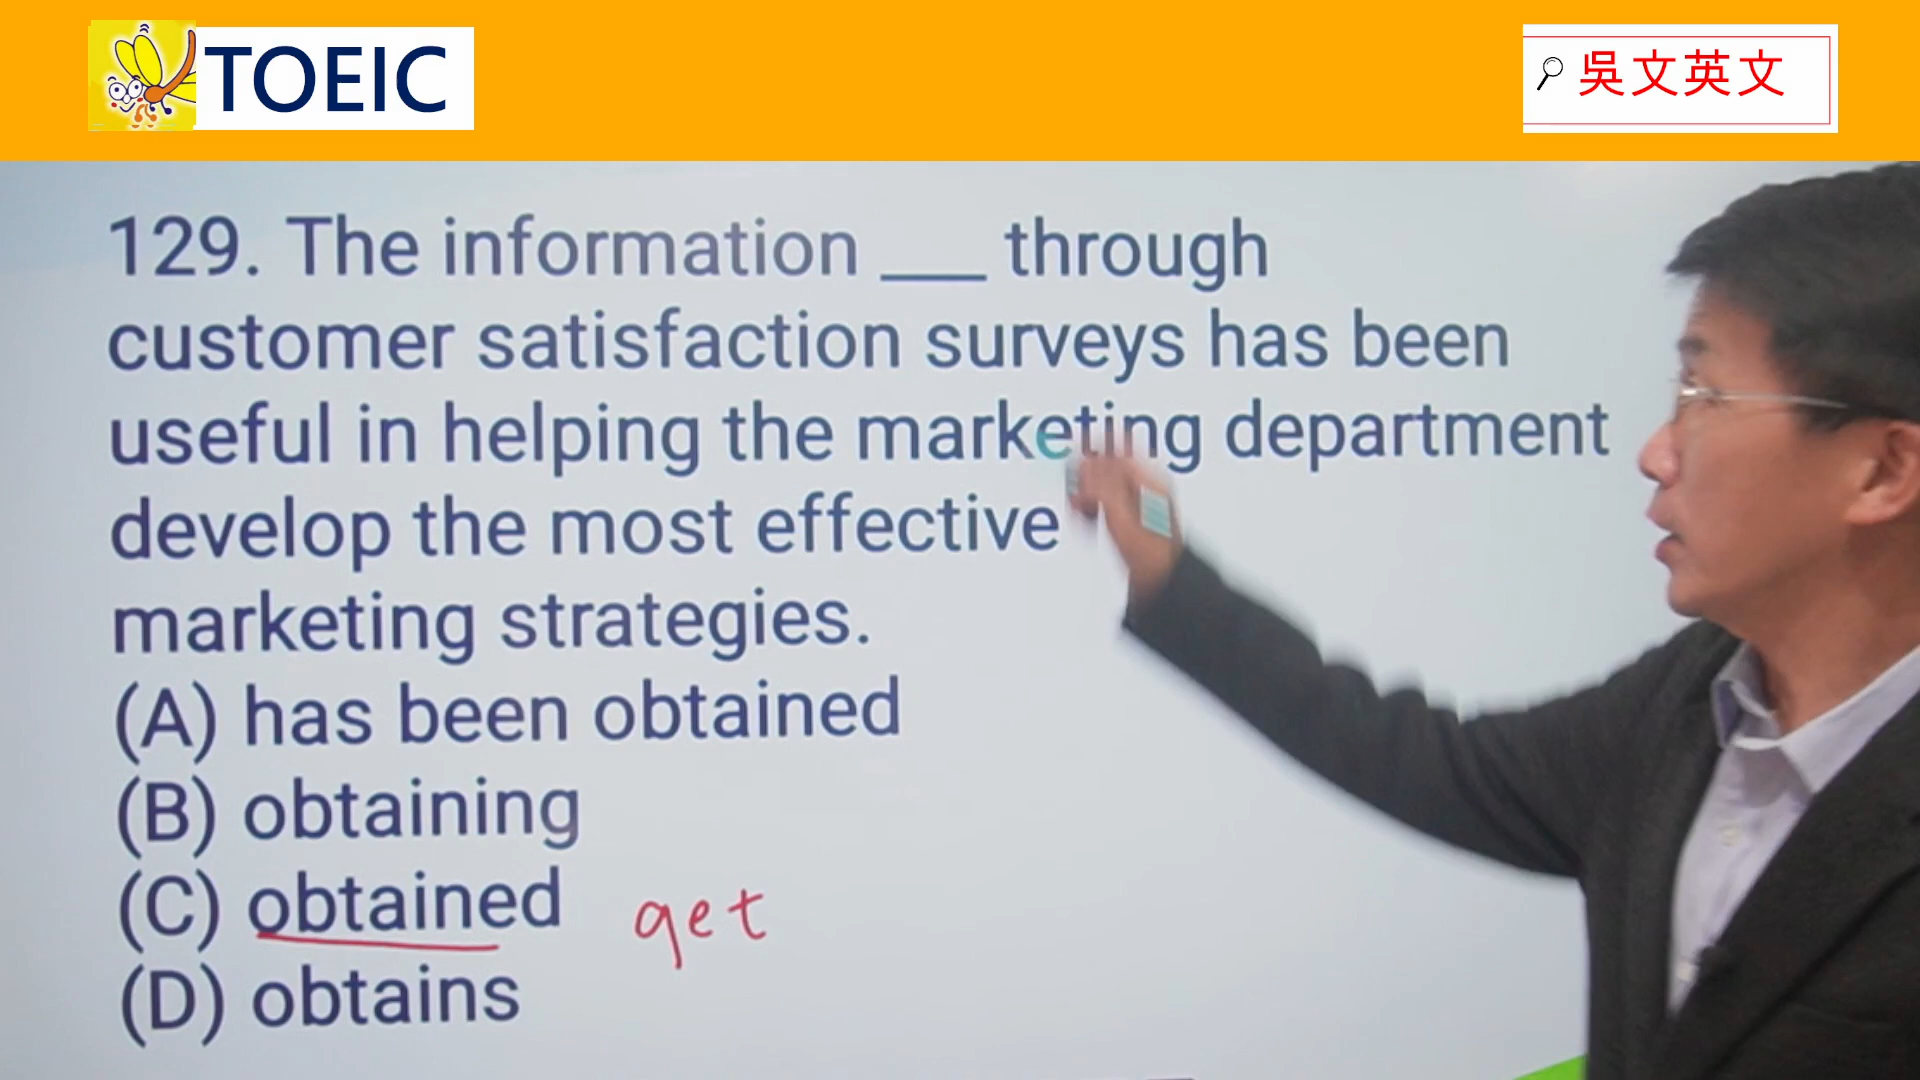 TOEIC
吳文英文
129. The information ___ through
customer satisfaction surveys has been
useful in helping the marketing department
develop the most effective
marketing strategies.
(A) has been obtained
(B) obtaining
(C) obtained get
(D) obtains